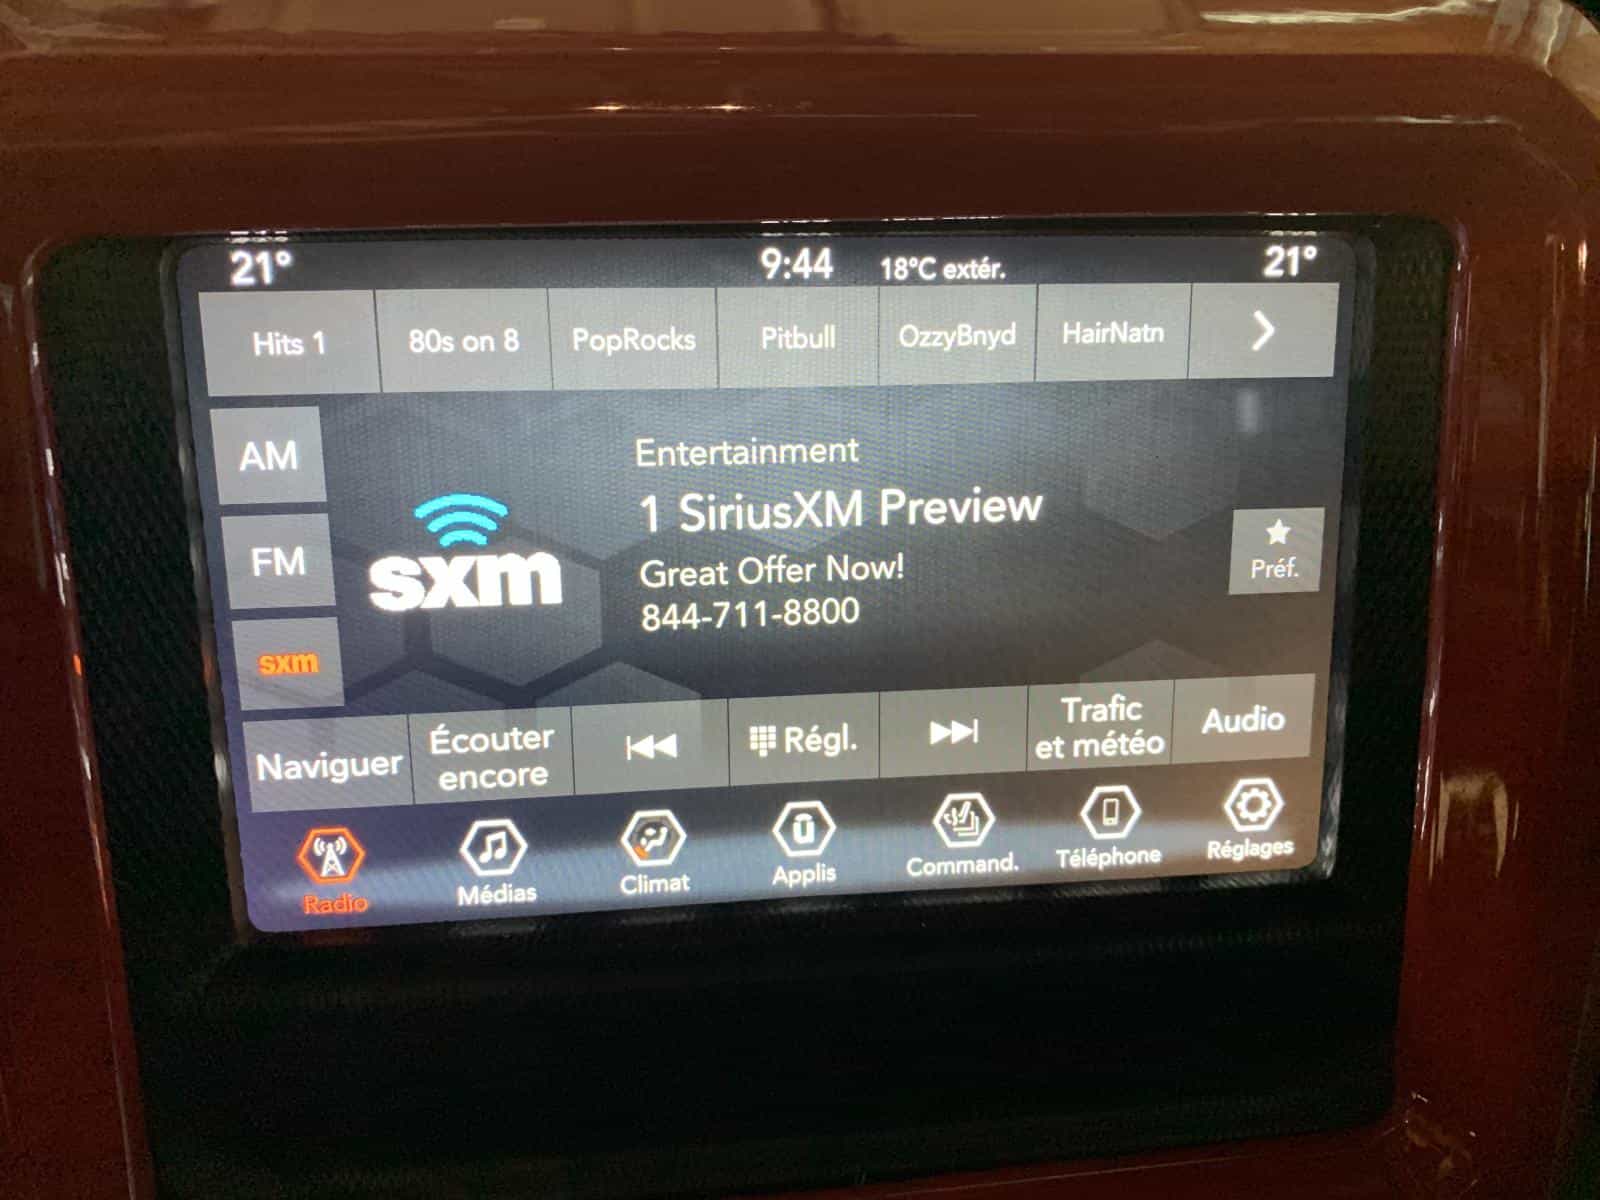 21° 9:44 18°C extér. 21°
Hits 1 80s on 8 PopRocks Pitbull OzzyBnyd HairNatn
AM
FM
sxm
sxm
Entertainment
1 SiriusXM Preview
Great Offer Now!
844-711-8800
Préf.
Naviguer
Écouter
encore
Régl.
Trafic
et météo
Audio
Radio Médias Climat Applis Command. Téléphone Réglages